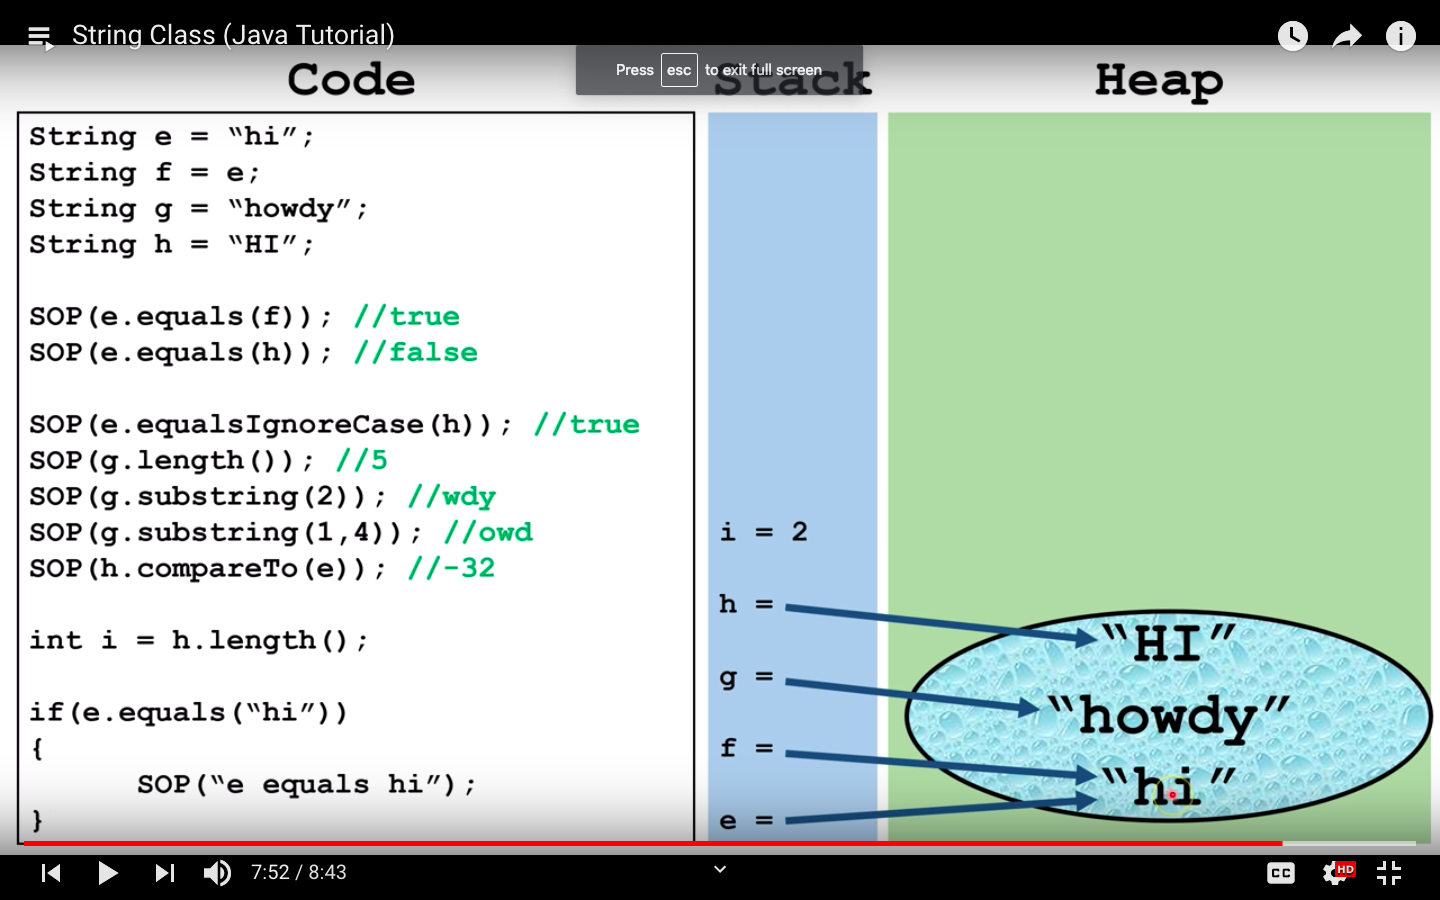 String Class (Java Tutorial)
Press esc to exit full screen
Code
Stack
Heap
String e = “hi”;
String f = e;
String g = “howdy”;
String h = “HI”;
SOP(e.equals(f)); //true
SOP(e.equals(h)); //false
SOP(e.equalsIgnoreCase(h)); //true
SOP(g.length()); //5
SOP(g.substring(2)); //wdy
SOP(g.substring(1,4)); //owd
SOP(h.compareTo(e)); //-32
int i = h.length();
if(e.equals(“hi”))
{
SOP(“e equals hi”);
}
i = 2
h =
g =
f =
e =
“HI”
“howdy”
“hi”
7:52 / 8:43
CC
HD